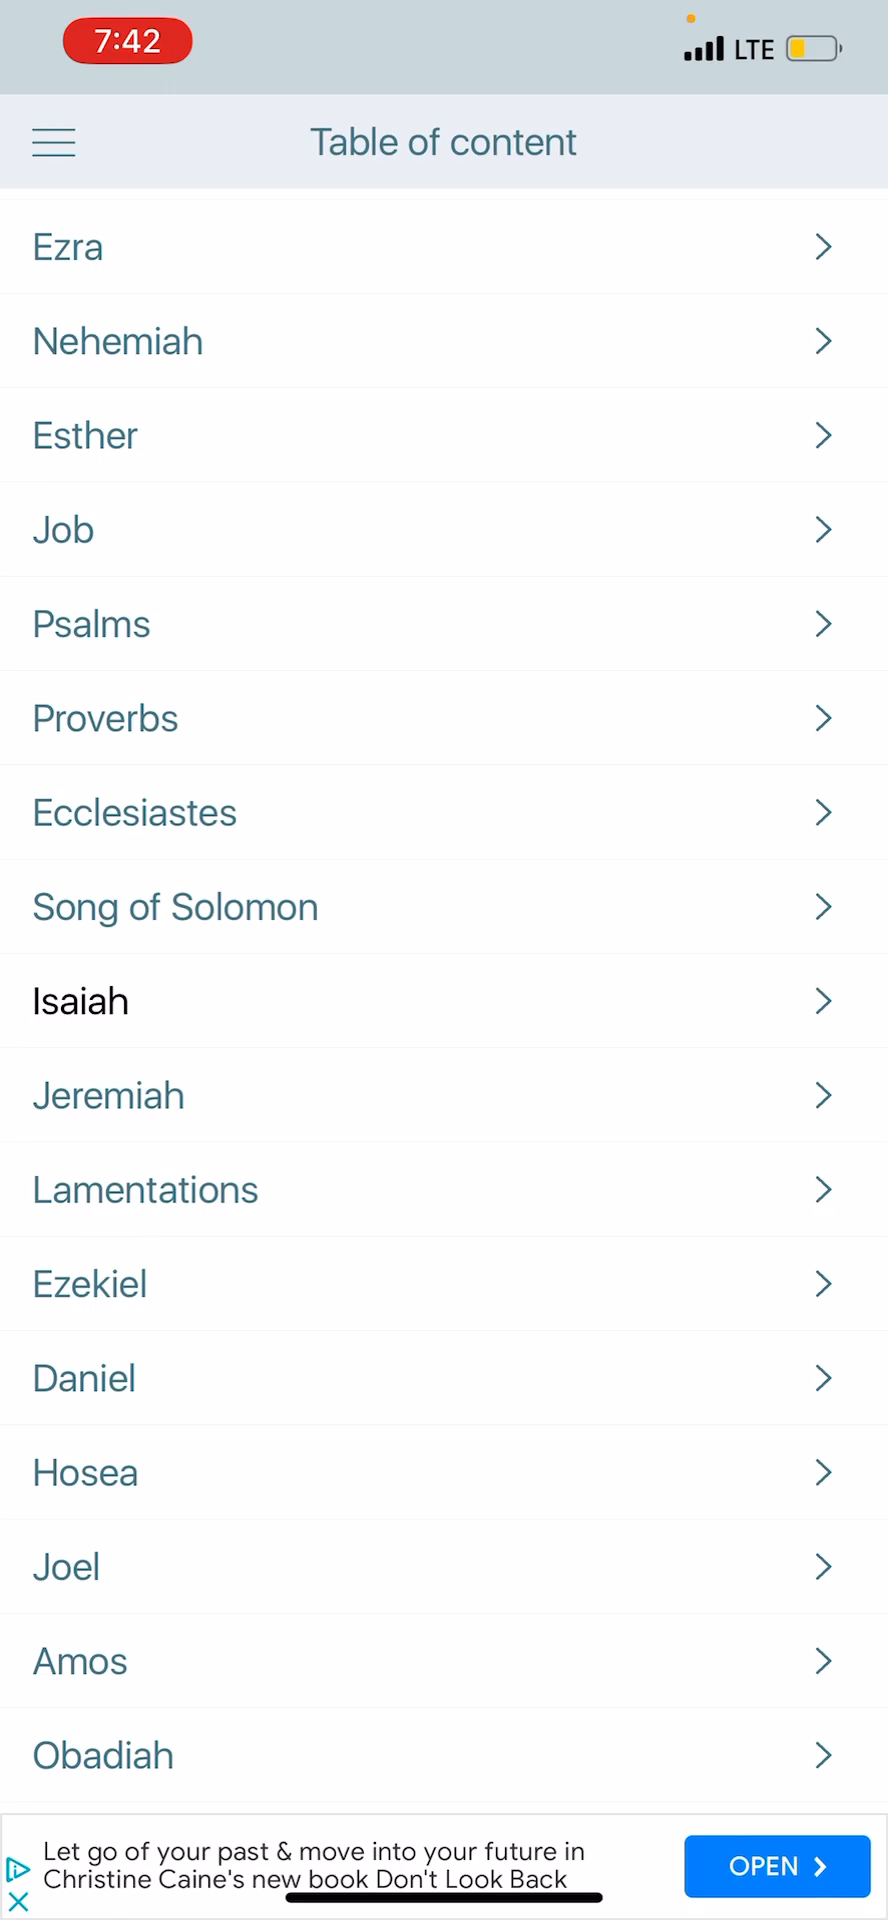 7:42
LTE
Table of content
Ezra
Nehemiah
Esther
Job
Psalms
Proverbs
Ecclesiastes
Song of Solomon
Isaiah
Jeremiah
Lamentations
Ezekiel
Daniel
Hosea
Joel
Amos
Obadiah
Let go of your past & move into your future in
Christine Caine's new book Don't Look Back
OPEN